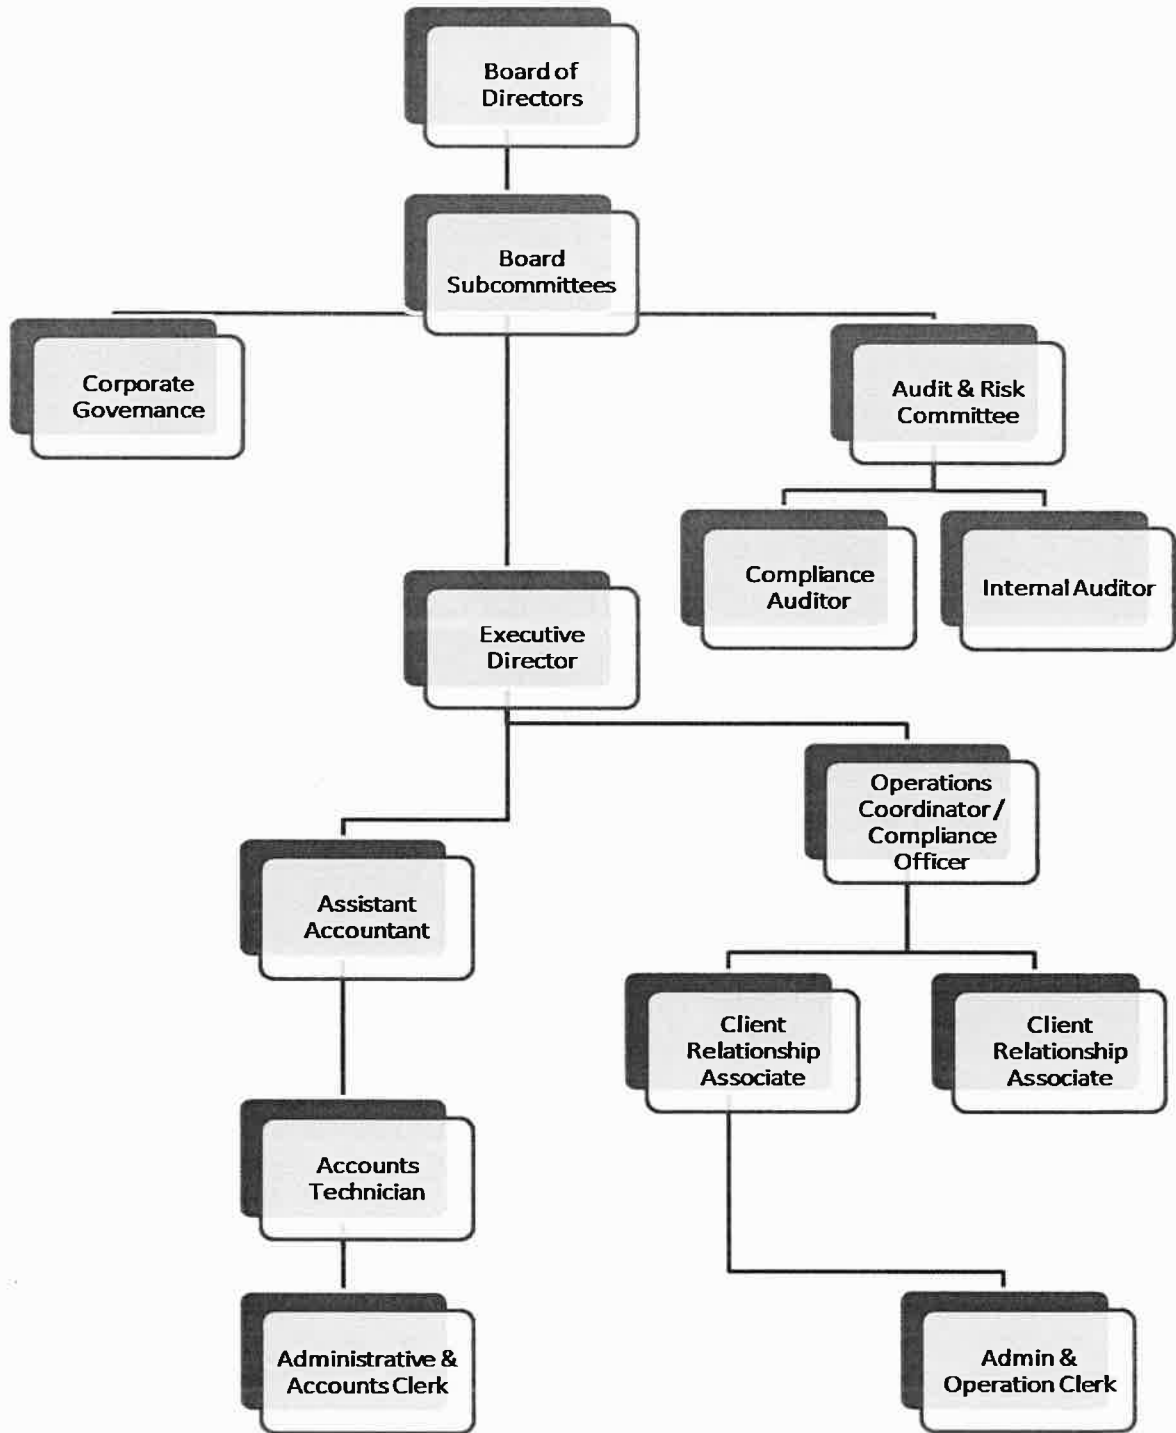 Board of
Directors
Board
Subcommittees
Corporate
Governance
Audit & Risk
Committee
Compliance
Auditor
Internal Auditor
Executive
Director
Operations
Coordinator /
Compliance
Officer
Assistant
Accountant
Client
Relationship
Associate
Client
Relationship
Associate
Accounts
Technician
Administrative &
Accounts Clerk
Admin &
Operation Clerk